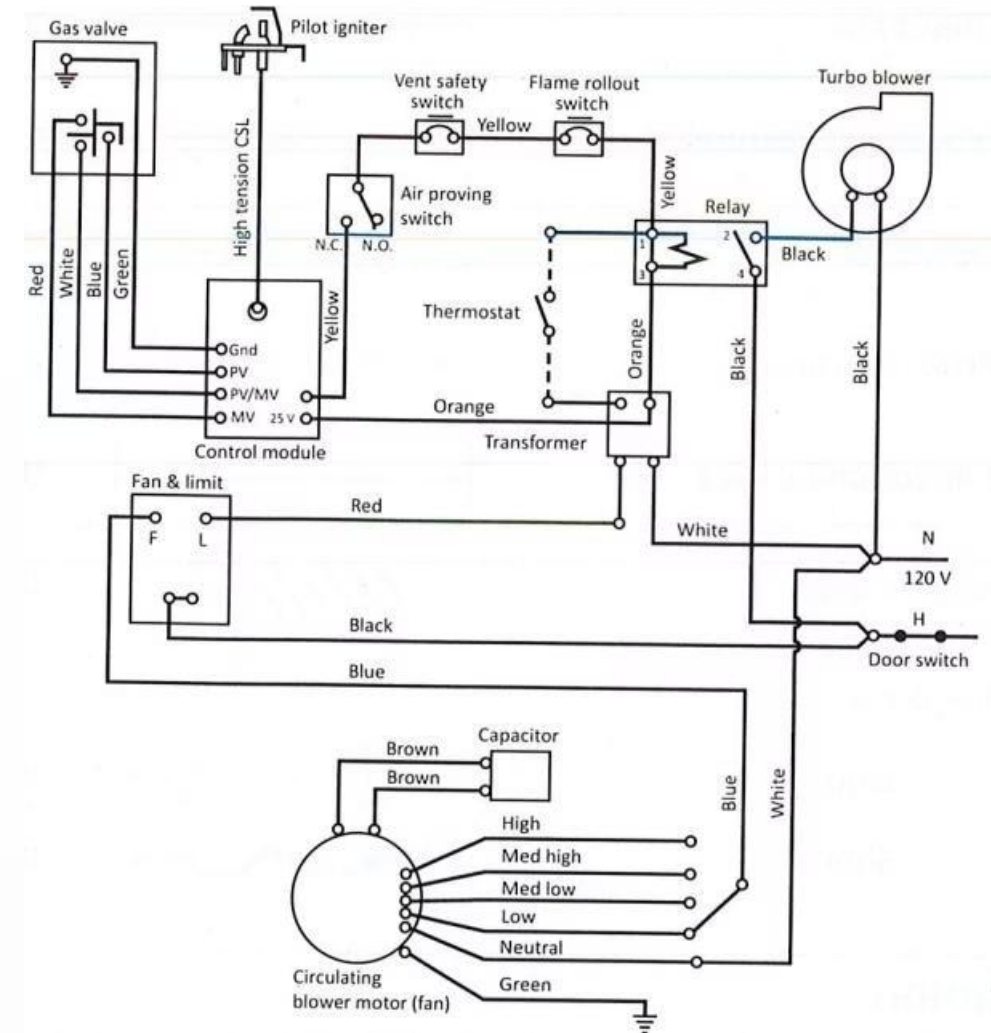 Gas valve
Pilot igniter
Vent safety
switch
Flame rollout
switch
Turbo blower
Yellow
High tension CSL
Air proving
switch
N.C.
N.O.
Yellow
Relay
1
2
3
4
Black
Red
White
Blue
Green
Yellow
Thermostat
Orange
Black
Black
Gnd
PV
PV/MV
MV
25 V
Orange
Control module
Transformer
Fan & limit
F
L
Red
White
N
120 V
H
Door switch
Black
Blue
Capacitor
Brown
Brown
Blue
White
High
Med high
Med low
Low
Neutral
Green
Circulating
blower motor (fan)